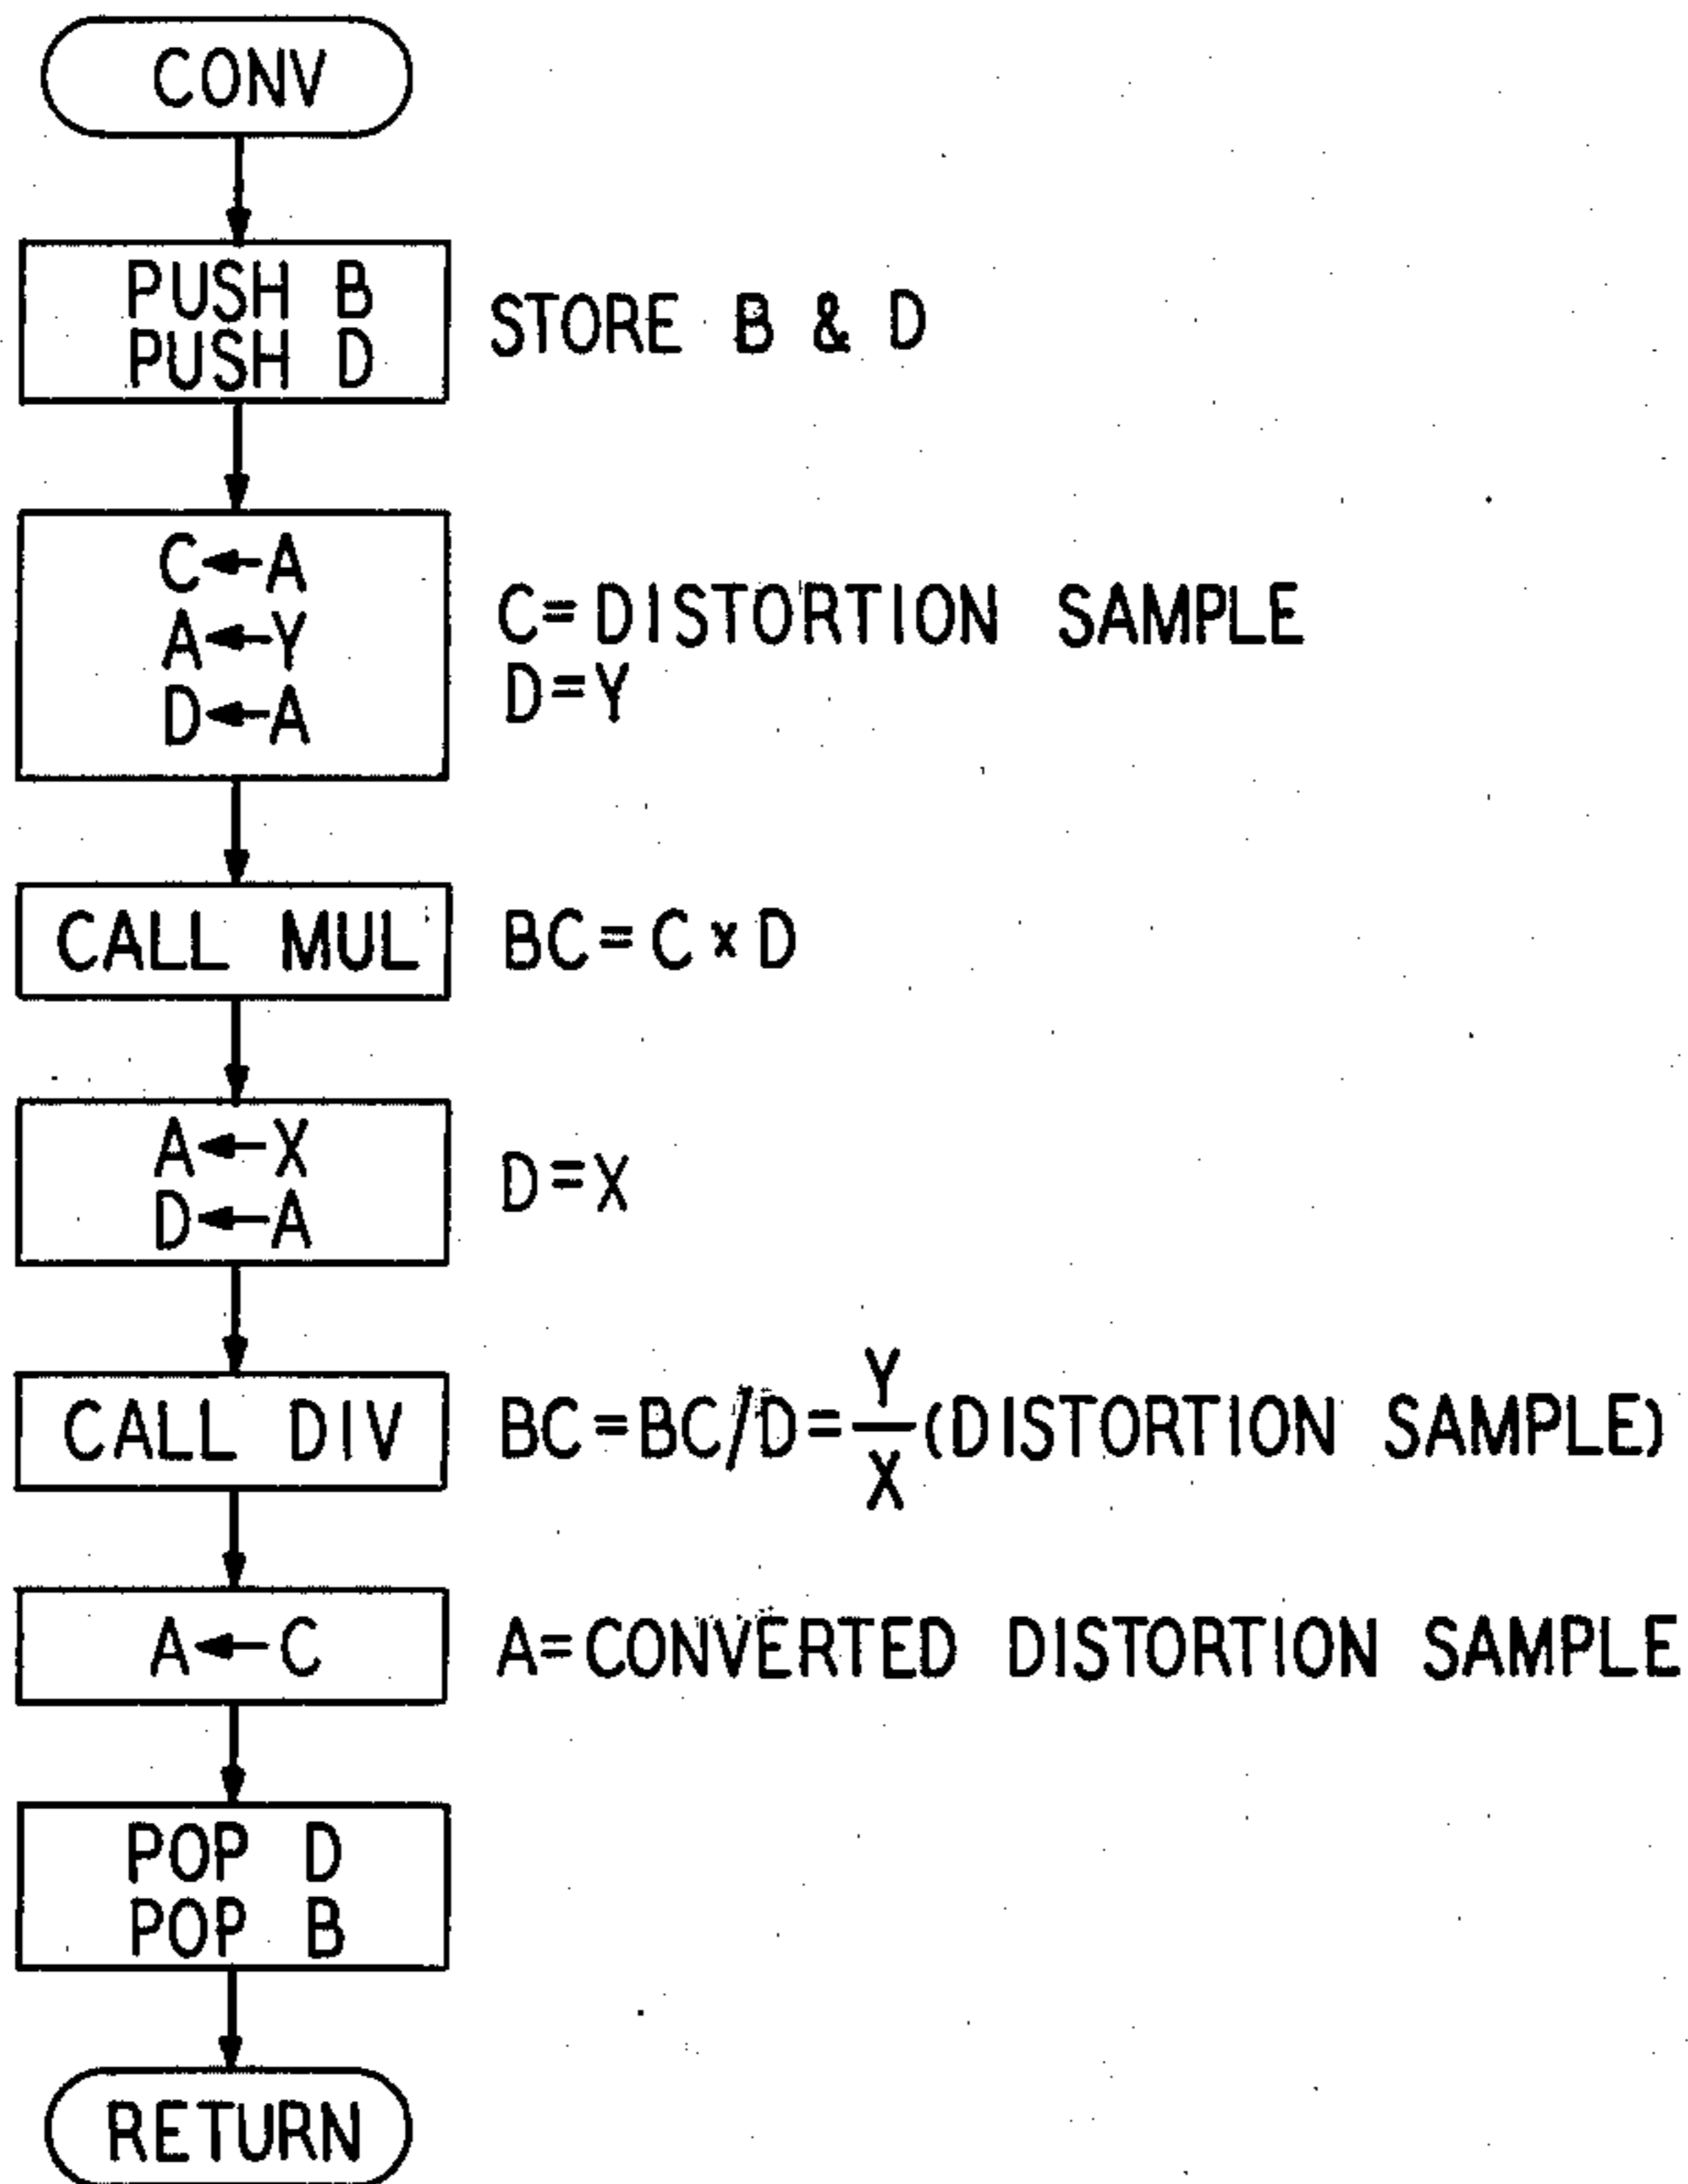 CONV
PUSH B
PUSH D
STORE B & D
C←A
A←Y
D←A
C=DISTORTION SAMPLE
D=Y
CALL MUL
BC=C×D
A←X
D←A
D=X
CALL DIV
BC=BC/D=Y/X(DISTORTION SAMPLE)
A←C
A=CONVERTED DISTORTION SAMPLE
POP D
POP B
RETURN